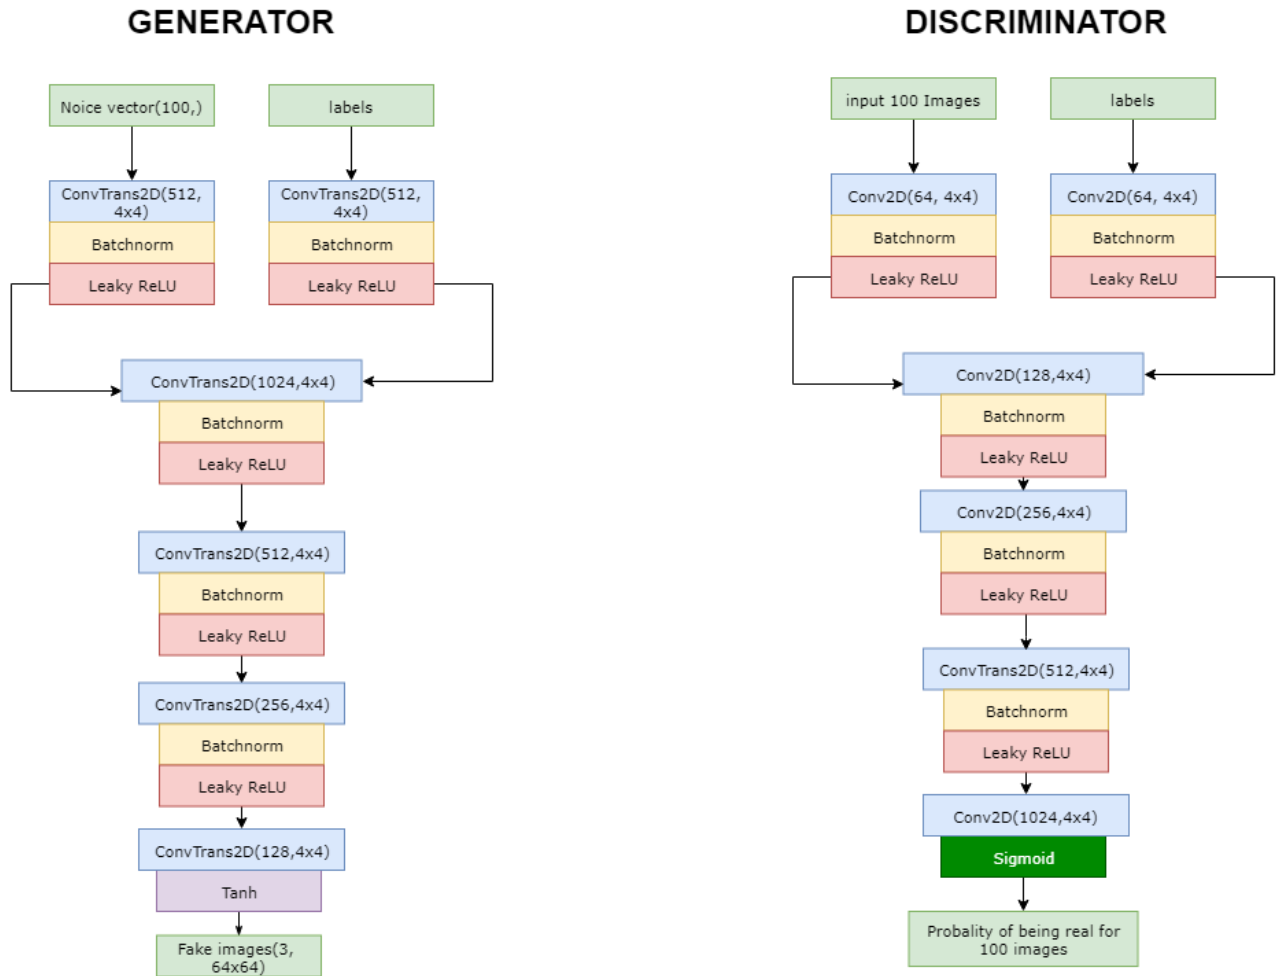 GENERATOR
Noice vector(100,)
labels
ConvTrans2D(512,
4x4)
Batchnorm
Leaky ReLU
ConvTrans2D(512,
4x4)
Batchnorm
Leaky ReLU
ConvTrans2D(1024,4x4)
Batchnorm
Leaky ReLU
ConvTrans2D(512,4x4)
Batchnorm
Leaky ReLU
ConvTrans2D(256,4x4)
Batchnorm
Leaky ReLU
ConvTrans2D(128,4x4)
Tanh
Fake images(3,
64x64)
DISCRIMINATOR
input 100 Images
labels
Conv2D(64, 4x4)
Batchnorm
Leaky ReLU
Conv2D(64, 4x4)
Batchnorm
Leaky ReLU
Conv2D(128,4x4)
Batchnorm
Leaky ReLU
Conv2D(256,4x4)
Batchnorm
Leaky ReLU
ConvTrans2D(512,4x4)
Batchnorm
Leaky ReLU
Conv2D(1024,4x4)
Sigmoid
Probality of being real for
100 images